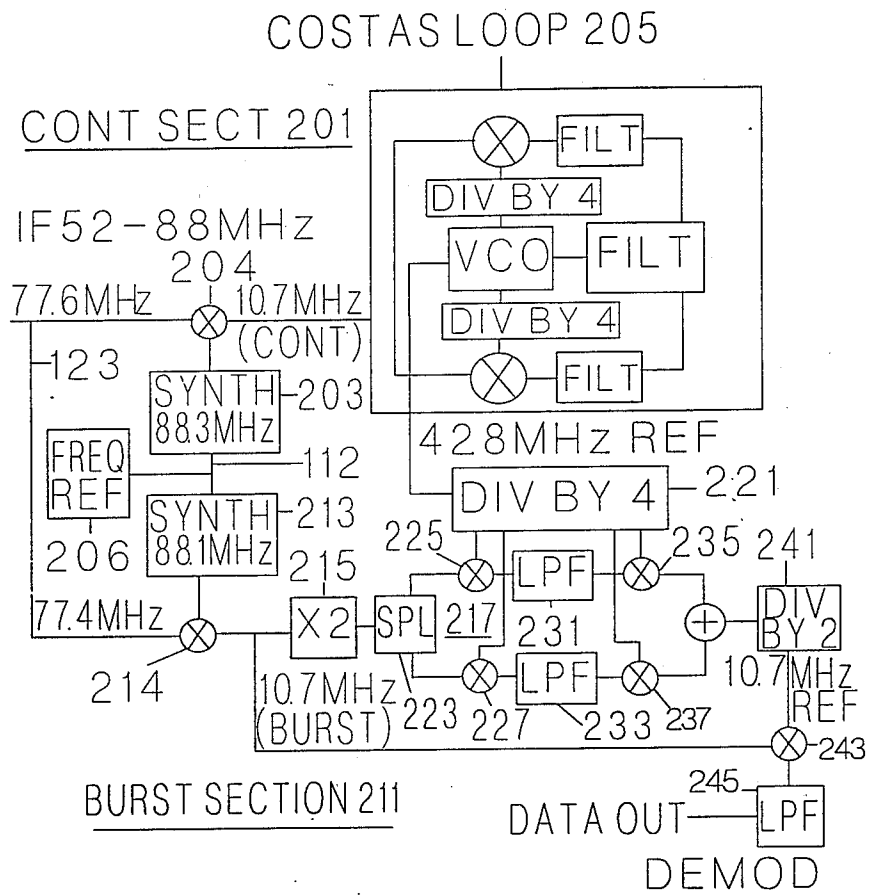 COSTAS LOOP 205
CONT SECT 201
FILT
DIV BY 4
IF52-88MHz
VCO
FILT
204
77.6MHz
10.7MHz
(CONT)
DIV BY 4
FILT
123
SYNTH
88.3MHz
203
428MHz REF
FREQ
REF
112
DIV BY 4
221
SYNTH
88.1MHz
213
206
215
225
LPF
235
241
77.4MHz
X2
SPL
217
231
DIV
BY 2
214
10.7MHz
(BURST)
223
227
LPF
233
237
10.7MHz
REF
243
BURST SECTION 211
245
DATA OUT
LPF
DEMOD